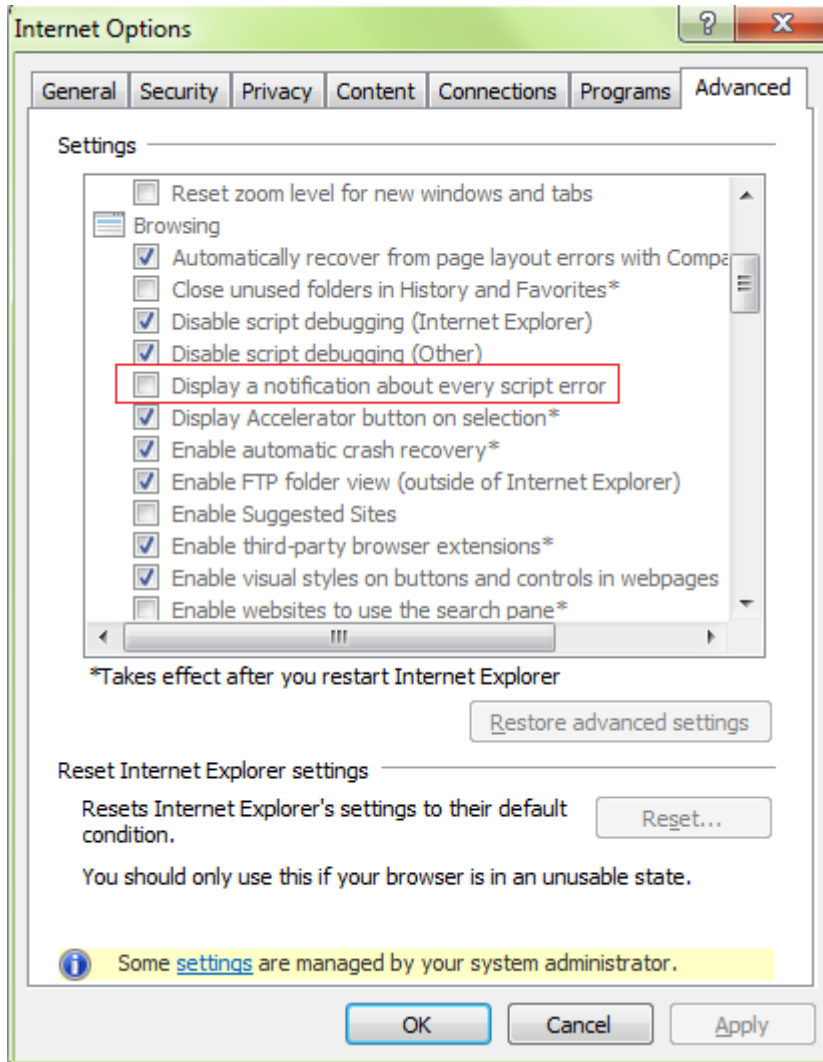 Internet Options
General Security Privacy Content Connections Programs Advanced
Settings
Reset zoom level for new windows and tabs
Browsing
Automatically recover from page layout errors with Compa
Close unused folders in History and Favorites*
Disable script debugging (Internet Explorer)
Disable script debugging (Other)
Display a notification about every script error
Display Accelerator button on selection*
Enable automatic crash recovery*
Enable FTP folder view (outside of Internet Explorer)
Enable Suggested Sites
Enable third-party browser extensions*
Enable visual styles on buttons and controls in webpages
Enable websites to use the search pane*
*Takes effect after you restart Internet Explorer
Restore advanced settings
Reset Internet Explorer settings
Resets Internet Explorer's settings to their default
condition.
Reset...
You should only use this if your browser is in an unusable state.
Some settings are managed by your system administrator.
OK Cancel Apply